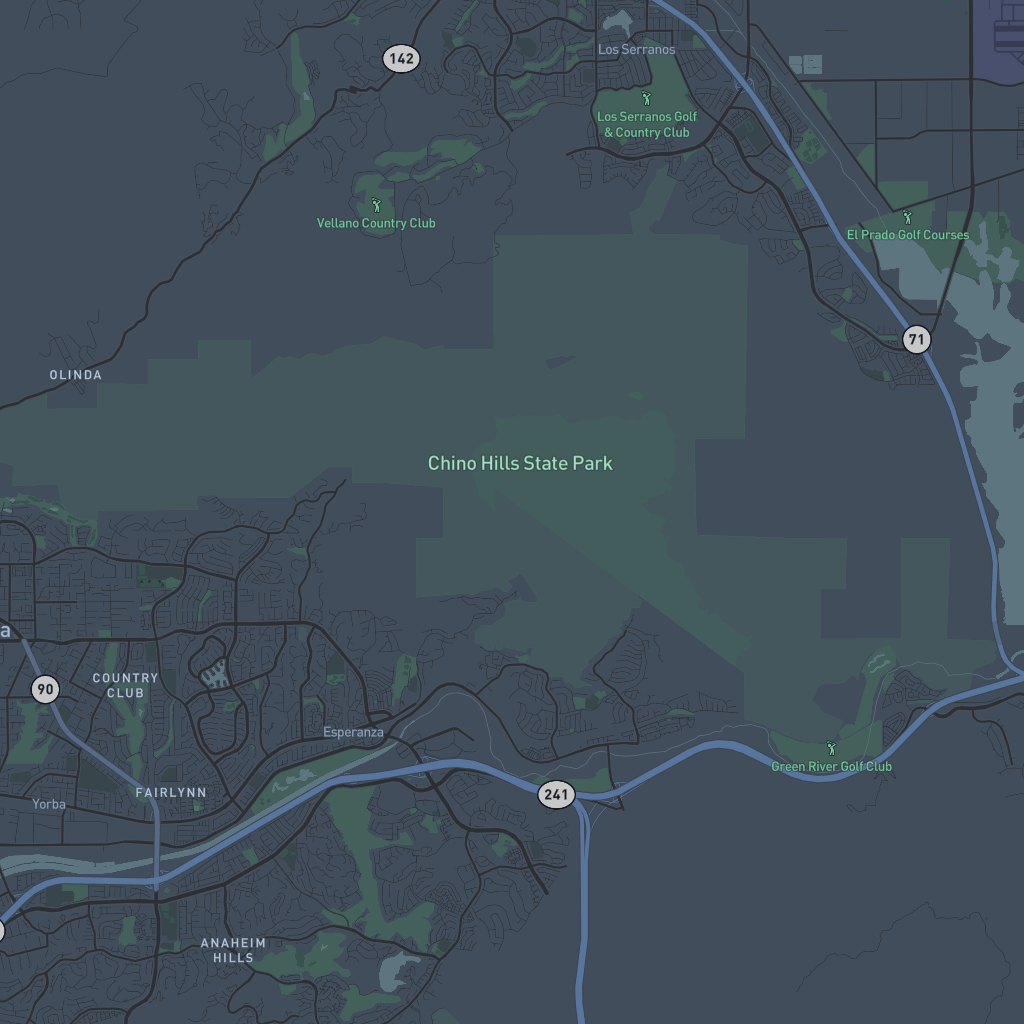 142
Los Serranos
Los Serranos Golf
& Country Club
Vellano Country Club
El Prado Golf Courses
71
OLINDA
Chino Hills State Park
a
90
COUNTRY
CLUB
Esperanza
Green River Golf Club
FAIRLYNN
241
Yorba
ANAHEIM
HILLS